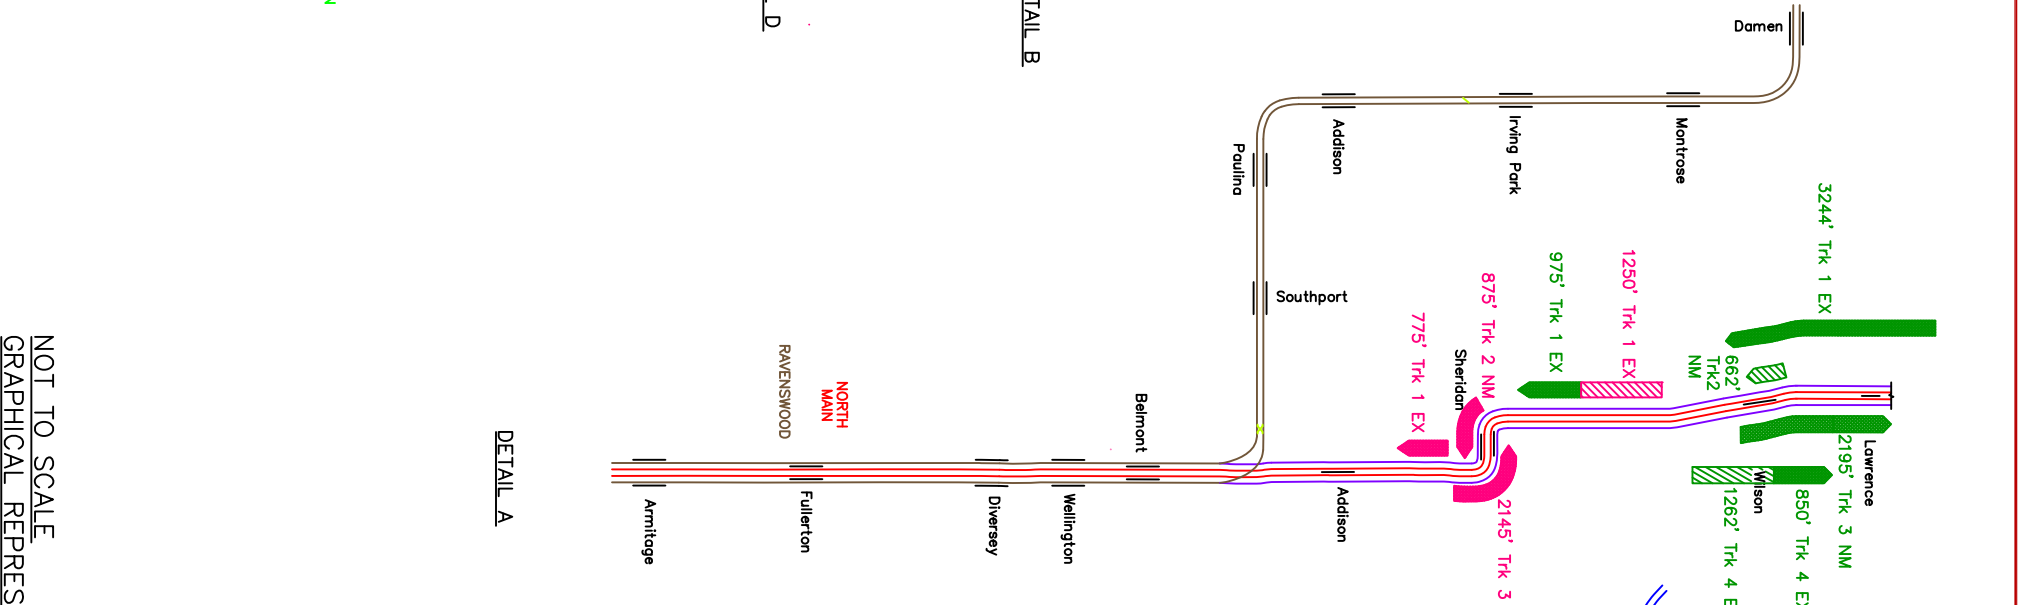 Damen
Addison
Irving Park
Montrose
Paulina
Southport
3244' Trk 1 EX
1250' Trk 1 EX
975' Trk 1 EX
875' Trk 2 NM
775' Trk 1 EX
662'
Trk2
NM
Sheridan
Belmont
RAVENSWOOD
NORTH
MAIN
Lawrence
2195' Trk 3 NM
Wilson
850' Trk 4 EX
1262' Trk 4 E
2145' Trk 3
Addison
Wellington
Diversey
Fullerton
Armitage
DETAIL A
TAIL B
L D
NOT TO SCALE
GRAPHICAL REPRES